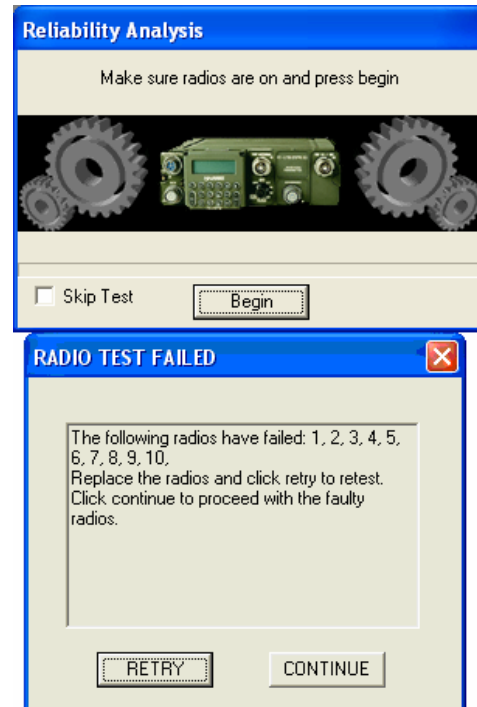 Reliability Analysis
Make sure radios are on and press begin
Skip Test
Begin
RADIO TEST FAILED
The following radios have failed: 1, 2, 3, 4, 5,
6, 7, 8, 9, 10,
Replace the radios and click retry to retest.
Click continue to proceed with the faulty
radios.
RETRY
CONTINUE